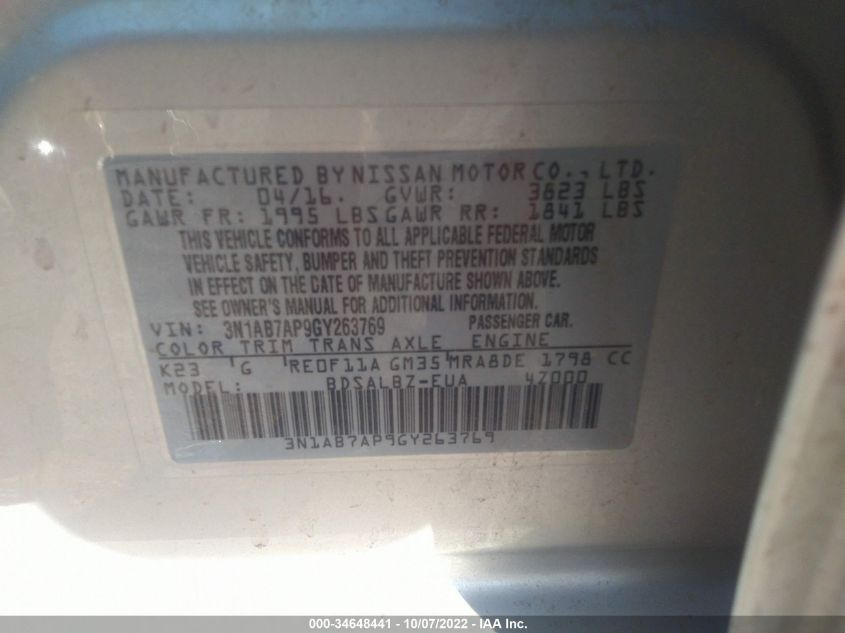 MANUFACTURED BY NISSAN MOTOR CO., LTD.
DATE: 04/16. GVWR: 3823 LBS
GAWR FR: 1995 LBS GAWR RR: 1841 LBS
THIS VEHICLE CONFORMS TO ALL APPLICABLE FEDERAL MOTOR
VEHICLE SAFETY, BUMPER AND THEFT PREVENTION STANDARDS
IN EFFECT ON THE DATE OF MANUFACTURE SHOWN ABOVE.
SEE OWNER'S MANUAL FOR ADDITIONAL INFORMATION.
VIN: 3N1AB7AP9GY263769 PASSENGER CAR.
COLOR TRIM TRANS AXLE ENGINE
K23 G RE0F11A GM35 MRA8DE 1798 CC
MODEL: BDSALBZ-EUA 4Z000
3N1AB7AP9GY263769
000-34648441 - 10/07/2022 - IAA Inc.